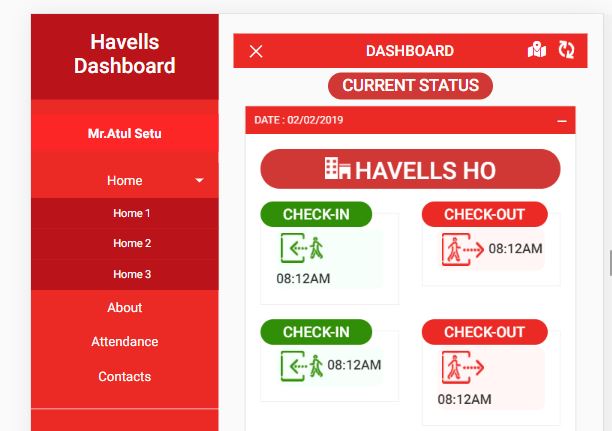 Havells
Dashboard
Mr.Atul Setu
Home
Home 1
Home 2
Home 3
About
Attendance
Contacts
DASHBOARD
CURRENT STATUS
DATE : 02/02/2019
HAVELLS HO
CHECK-IN
08:12AM
CHECK-OUT
08:12AM
CHECK-IN
08:12AM
CHECK-OUT
08:12AM